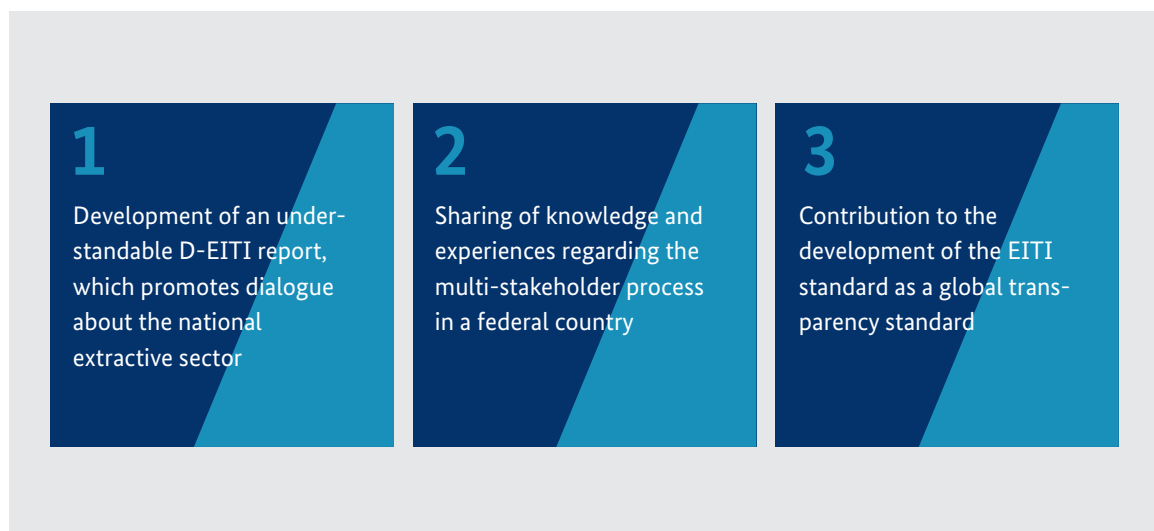 1
Development of an under-
standable D-EITI report,
which promotes dialogue
about the national
extractive sector
2
Sharing of knowledge and
experiences regarding the
multi-stakeholder process
in a federal country
3
Contribution to the
development of the EITI
standard as a global trans-
parency standard